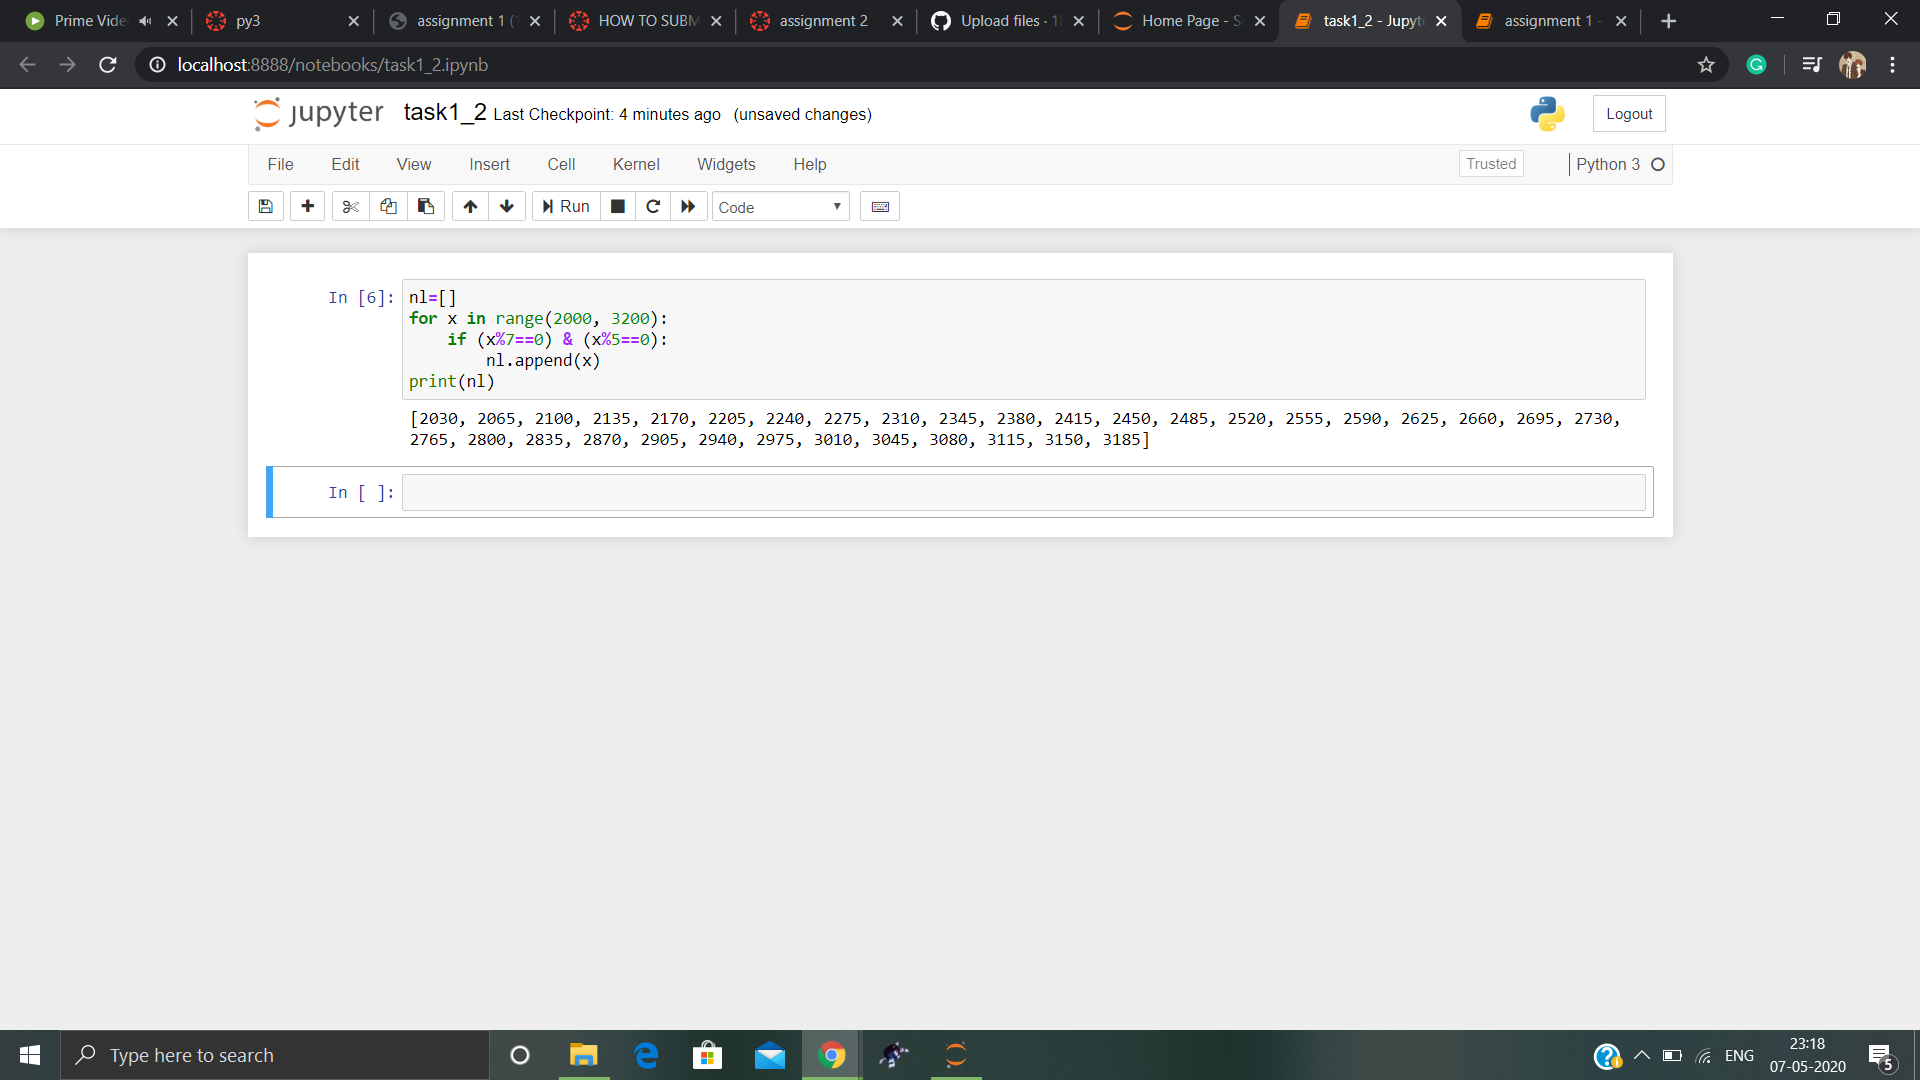 Prime Vide
py3
assignment 1 (
HOW TO SUBM
assignment 2
Upload files · 1
Home Page - S
task1_2 - Jupyt
assignment 1 -
localhost:8888/notebooks/task1_2.ipynb
jupyter task1_2 Last Checkpoint: 4 minutes ago (unsaved changes)
Logout
File Edit View Insert Cell Kernel Widgets Help
Trusted
Python 3
Run
Code
In [6]:
nl=[]
for x in range(2000, 3200):
    if (x%7==0) & (x%5==0):
        nl.append(x)
print(nl)
[2030, 2065, 2100, 2135, 2170, 2205, 2240, 2275, 2310, 2345, 2380, 2415, 2450, 2485, 2520, 2555, 2590, 2625, 2660, 2695, 2730,
2765, 2800, 2835, 2870, 2905, 2940, 2975, 3010, 3045, 3080, 3115, 3150, 3185]
In [ ]:
Type here to search
ENG
23:18
07-05-2020
5